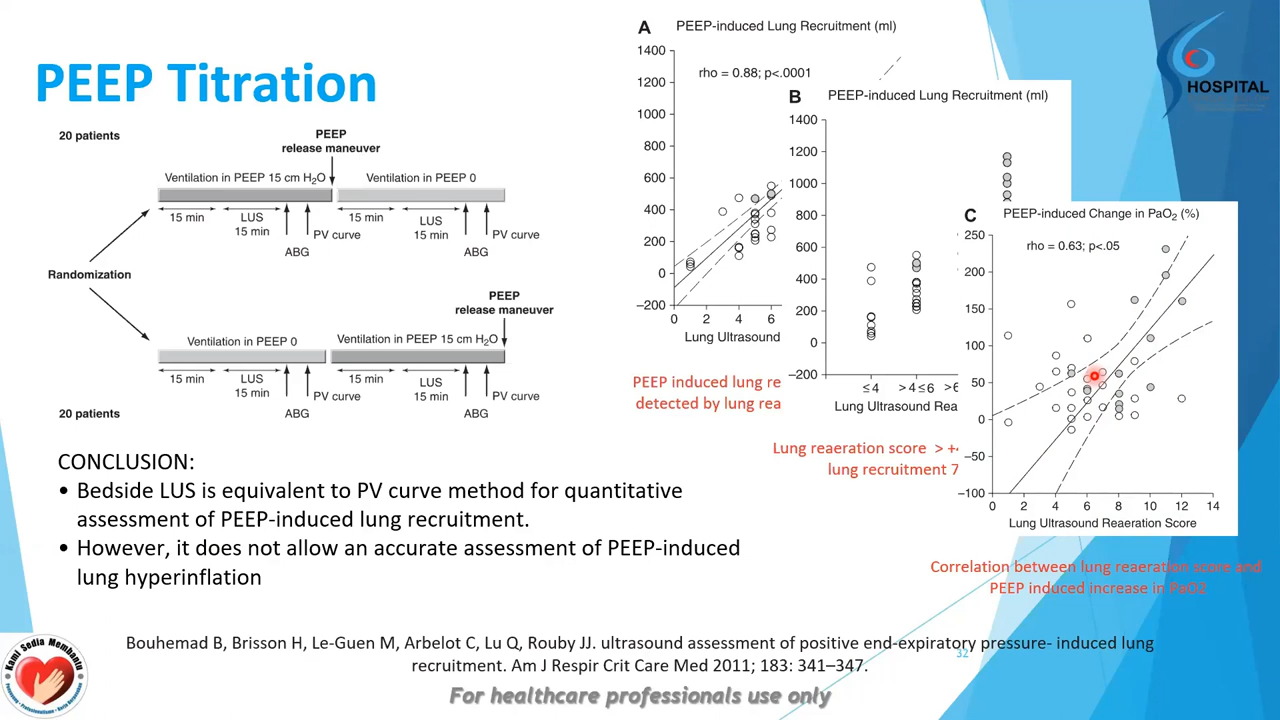 PEEP Titration
20 patients
PEEP
release maneuver
Ventilation in PEEP 15 cm H2O
Ventilation in PEEP 0
15 min
LUS
15 min
ABG
PV curve
15 min
LUS
15 min
ABG
PV curve
Randomization
PEEP
release maneuver
Ventilation in PEEP 0
Ventilation in PEEP 15 cm H2O
15 min
LUS
15 min
ABG
PV curve
15 min
LUS
15 min
ABG
PV curve
20 patients
A
PEEP-induced Lung Recruitment (ml)
rho = 0.88; p<.0001
1400
1200
1000
800
600
400
200
0
−200
0 2 4 6
Lung Ultrasound
PEEP induced lung re
detected by lung rea
B
PEEP-induced Lung Recruitment (ml)
1400
1200
1000
800
600
400
200
0
−200
≤4 >4≤6 >6
Lung Ultrasound Rea
Lung reaeration score > +
lung recruitment 7
C
PEEP-induced Change in PaO2 (%)
rho = 0.63; p<.05
250
200
150
100
50
0
−50
−100
0 2 4 6 8 10 12 14
Lung Ultrasound Reaeration Score
Correlation between lung reaeration score and
PEEP induced increase in PaO2
HOSPITAL
CONCLUSION:
• Bedside LUS is equivalent to PV curve method for quantitative
assessment of PEEP-induced lung recruitment.
• However, it does not allow an accurate assessment of PEEP-induced
lung hyperinflation
Bouhemad B, Brisson H, Le-Guen M, Arbelot C, Lu Q, Rouby JJ. ultrasound assessment of positive end-expiratory pressure- induced lung
recruitment. Am J Respir Crit Care Med 2011; 183: 341–347.
32
For healthcare professionals use only
Kami Sedia Membantu